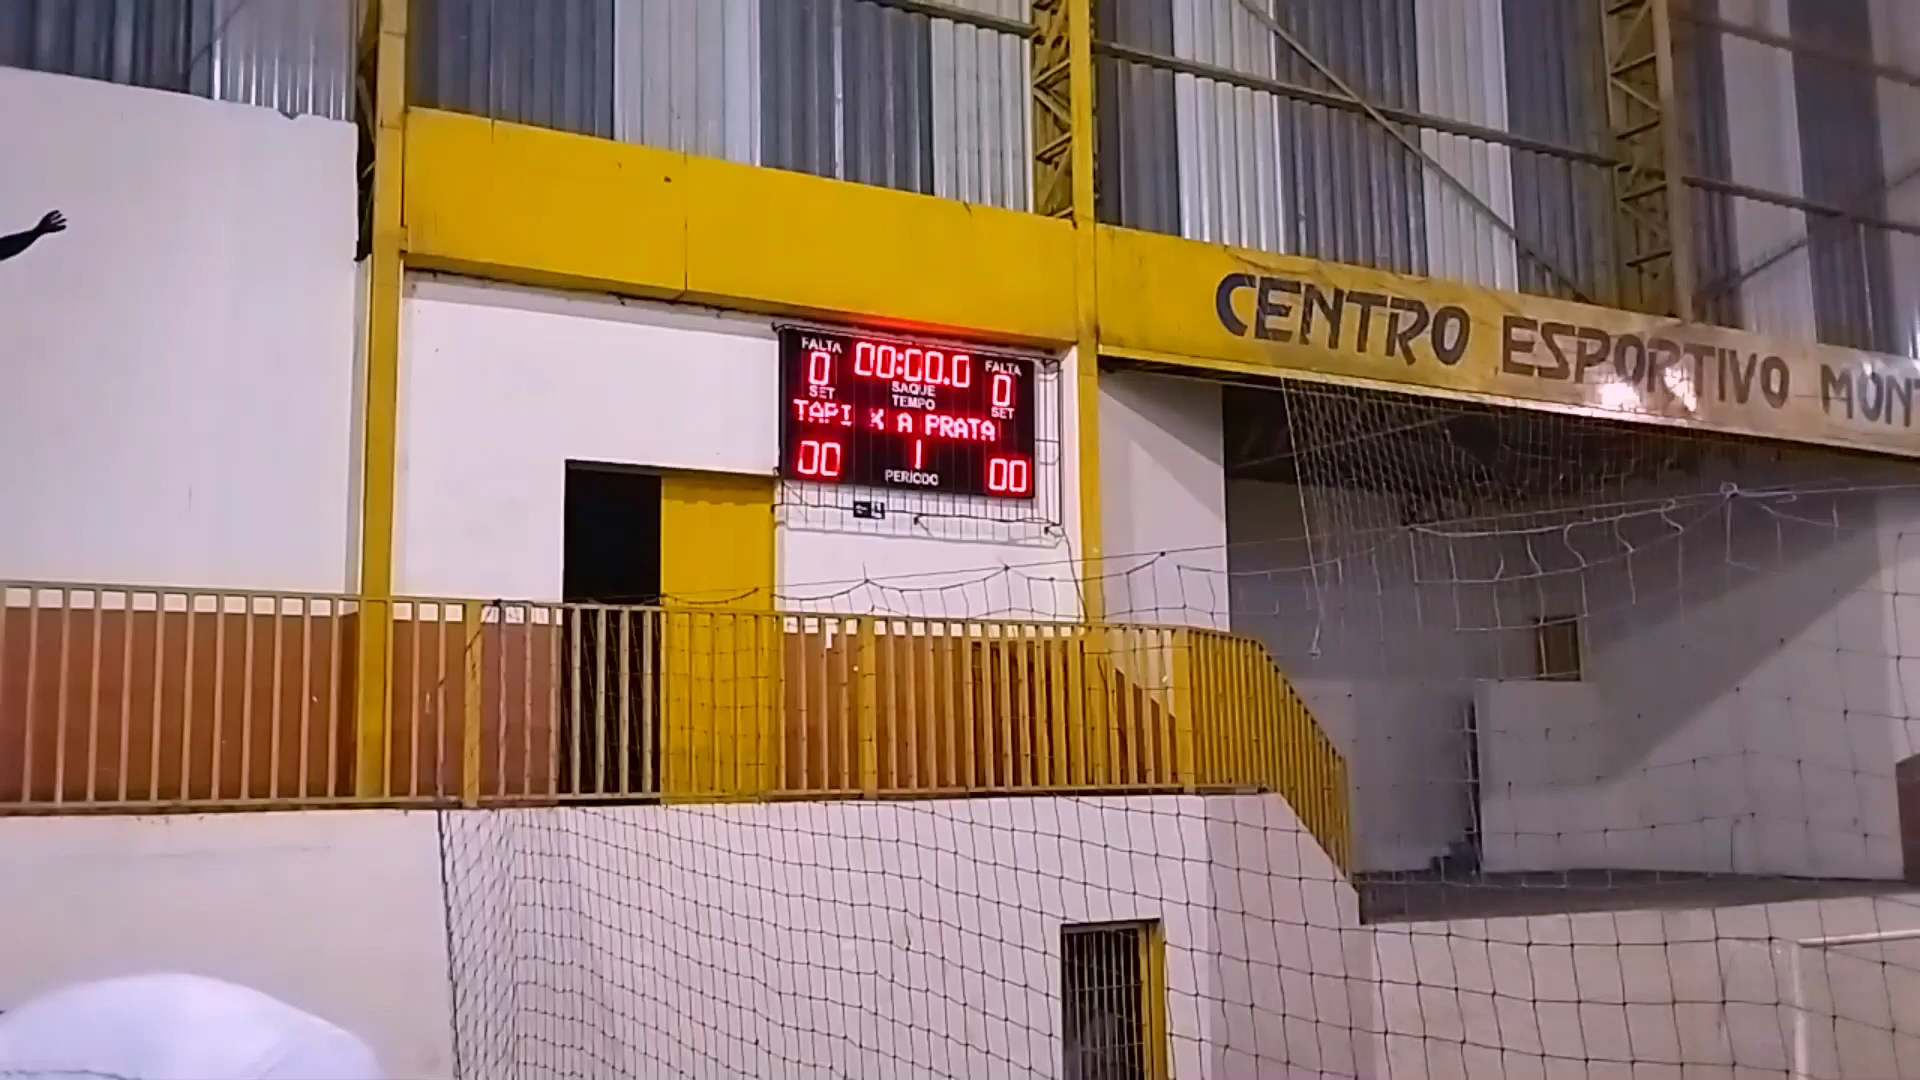 FALTA 00:00.0 FALTA
0 SAQUE 0
SET TEMPO SET
TAPI X A PRATA
00 1 00
PERÍODO
CENTRO ESPORTIVO MONT